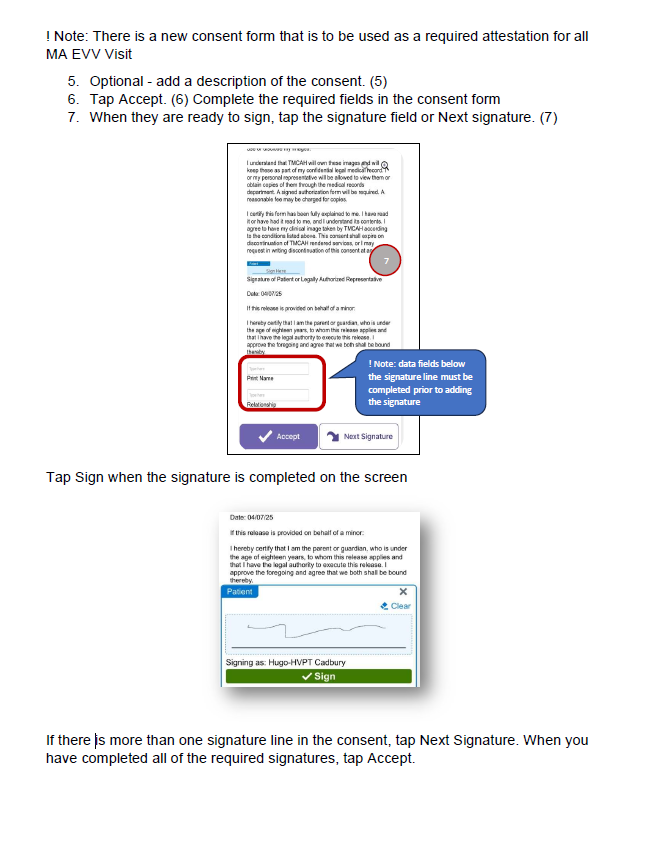 ! Note: There is a new consent form that is to be used as a required attestation for all
MA EVV Visit
5. Optional - add a description of the consent. (5)
6. Tap Accept. (6) Complete the required fields in the consent form
7. When they are ready to sign, tap the signature field or Next signature. (7)
I understand that TMCAH will own these images and will
keep these as part of my confidential legal medical record.
or my personal representative will be allowed to view them or
obtain copies of them through the medical records
department. A signed authorization form will be required. A
reasonable fee may be charged for copies.
I certify this form has been fully explained to me. I have read
it or have had it read to me, and I understand its contents. I
agree to have my clinical image taken by TMCAH according
to the conditions listed above. This consent shall expire on
discontinuation of TMCAH rendered services, or I may
request in writing discontinuation of this consent at
7
Sign Here
Signature of Patient or Legally Authorized Representative
Date: 04/07/25
If this release is provided on behalf of a minor:
I hereby certify that I am the parent or guardian, who is under
the age of eighteen years, to whom this release applies and
that I have the legal authority to execute this release. I
approve the foregoing and agree that we both shall be bound
thereby.
Print Name
Relationship
! Note: data fields below
the signature line must be
completed prior to adding
the signature
Accept
Next Signature
Tap Sign when the signature is completed on the screen
Date: 04/07/25
If this release is provided on behalf of a minor:
I hereby certify that I am the parent or guardian, who is under
the age of eighteen years, to whom this release applies and
that I have the legal authority to execute this release. I
approve the foregoing and agree that we both shall be bound
thereby.
Patient
Clear
Signing as: Hugo-HVPT Cadbury
Sign
If there is more than one signature line in the consent, tap Next Signature. When you
have completed all of the required signatures, tap Accept.